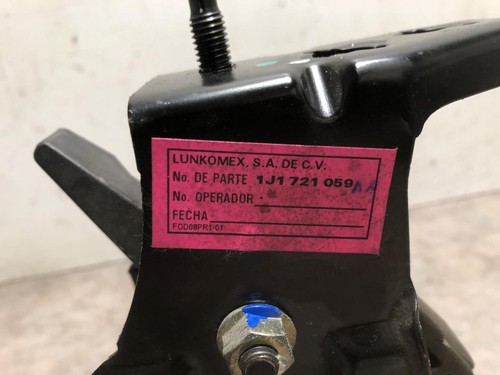 LUNKOMEX, S.A. DE C.V.
No. DE PARTE 1J1 721 059 AA
No. OPERADOR
FECHA
FOD08PR1-01